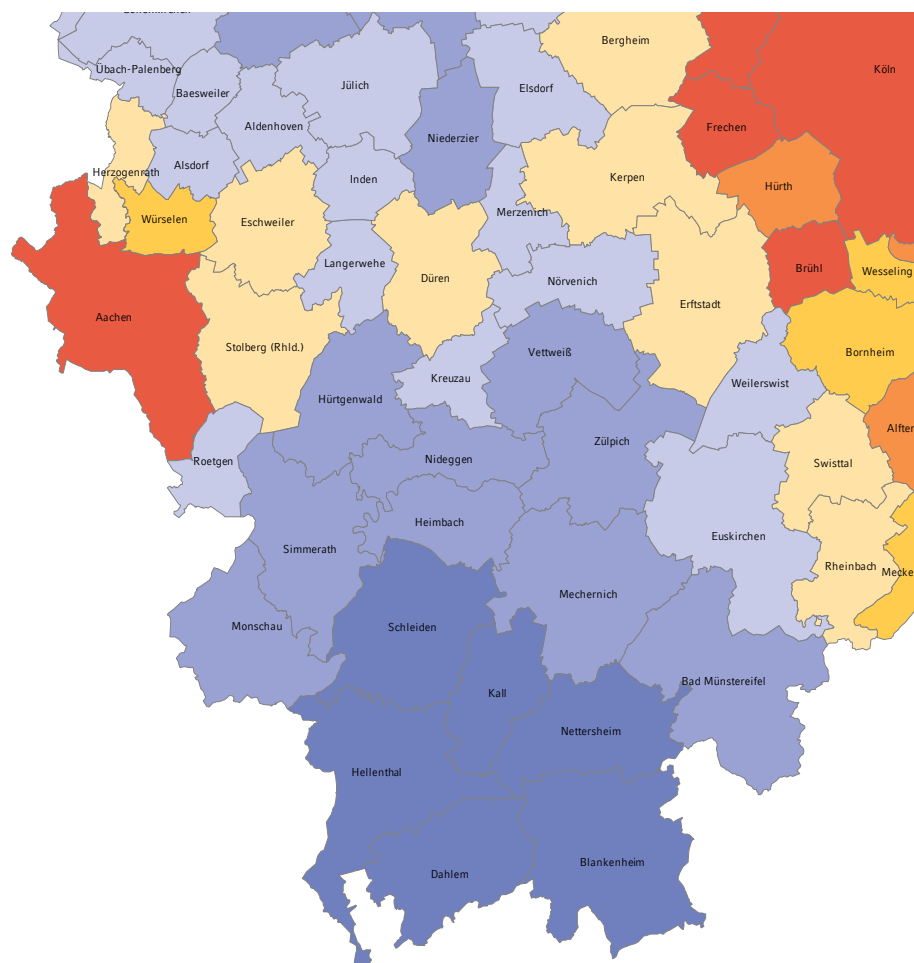 Bergheim
Übach-Palenberg
Köln
Baesweiler
Jülich
Elsdorf
Aldenhoven
Frechen
Niederzier
Alsdorf
Herzogenrath
Inden
Kerpen
Hürth
Würselen
Eschweiler
Merzenich
Langerwehe
Düren
Nörvenich
Brühl
Wesseling
Erftstadt
Aachen
Stolberg (Rhld.)
Vettweiß
Bornheim
Kreuzau
Weilerswist
Hürtgenwald
Zülpich
Alfter
Roetgen
Nideggen
Swisttal
Heimbach
Euskirchen
Simmerath
Rheinbach
Mecke
Mechernich
Monschau
Schleiden
Bad Münstereifel
Kall
Nettersheim
Hellenthal
Blankenheim
Dahlem